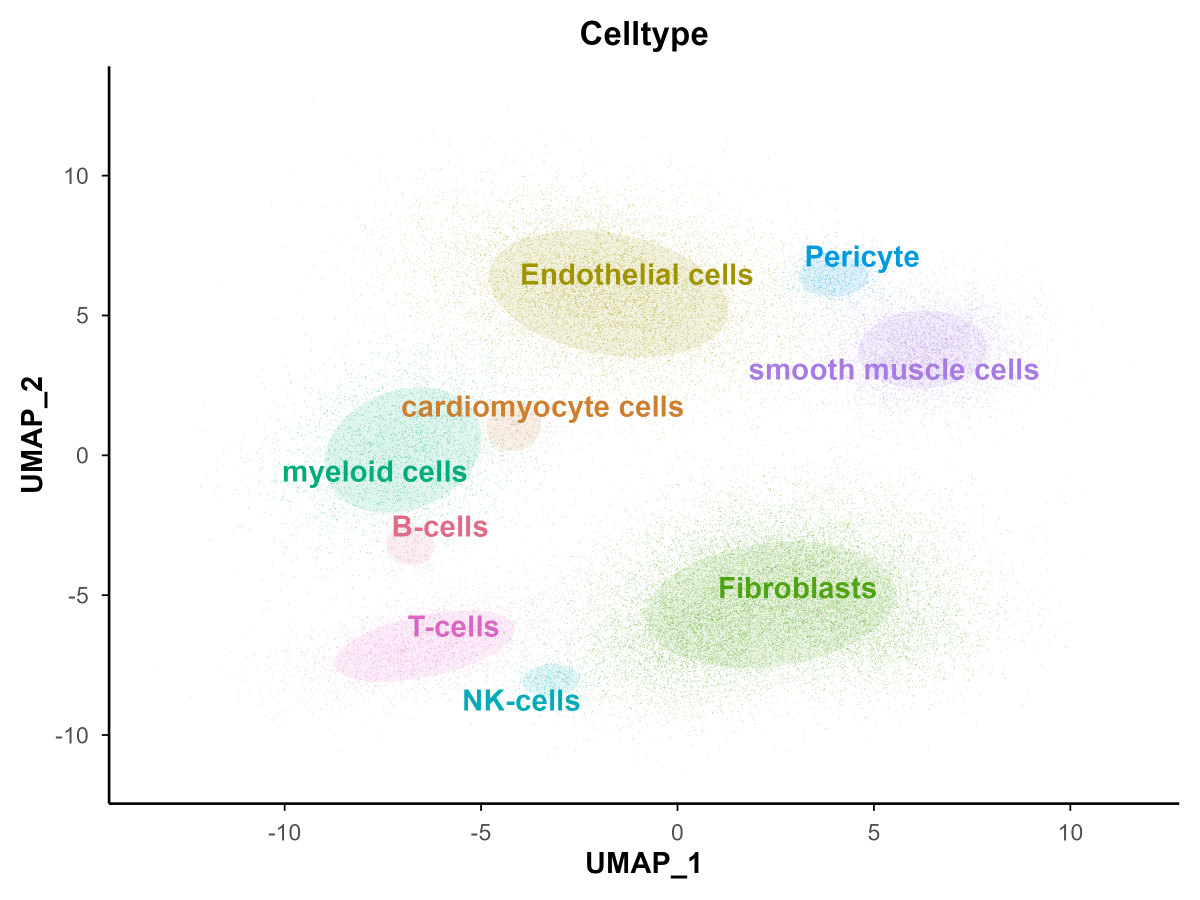 Celltype
UMAP_2
10
5
0
-5
-10
Endothelial cells
Pericyte
smooth muscle cells
cardiomyocyte cells
myeloid cells
B-cells
Fibroblasts
T-cells
NK-cells
-10
-5
0
5
10
UMAP_1